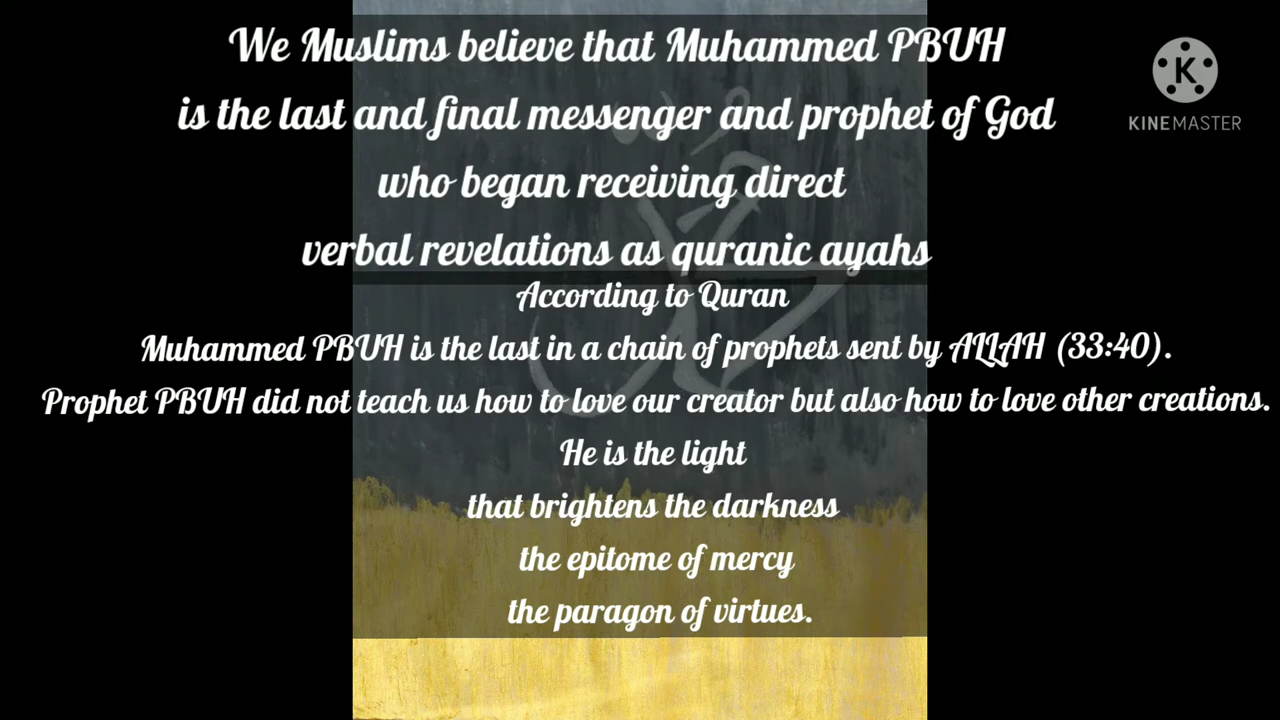 We Muslims believe that Muhammed PBUH
is the last and final messenger and prophet of God
who began receiving direct
verbal revelations as quranic ayahs
According to Quran
Muhammed PBUH is the last in a chain of prophets sent by ALLAH (33:40).
Prophet PBUH did not teach us how to love our creator but also how to love other creations.
He is the light
that brightens the darkness
the epitome of mercy
the paragon of virtues.
K
KINEMASTER